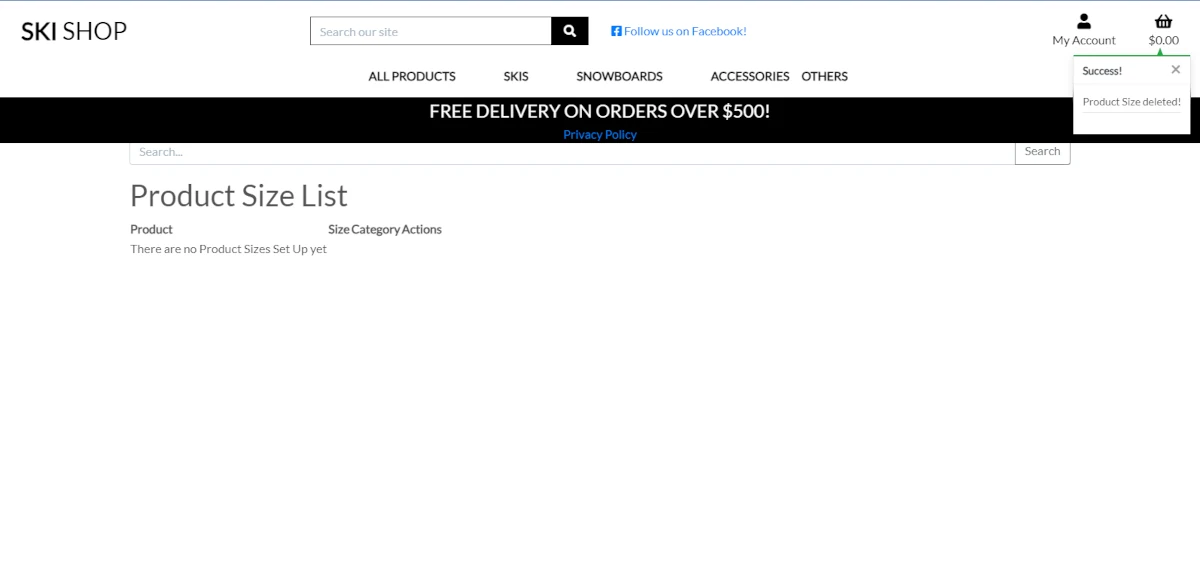 SKI SHOP
Search our site
Follow us on Facebook!
My Account
$0.00
ALL PRODUCTS SKIS SNOWBOARDS ACCESSORIES OTHERS
Success!
Product Size deleted!
FREE DELIVERY ON ORDERS OVER $500!
Privacy Policy
Search... Search
Product Size List
Product Size Category Actions
There are no Product Sizes Set Up yet